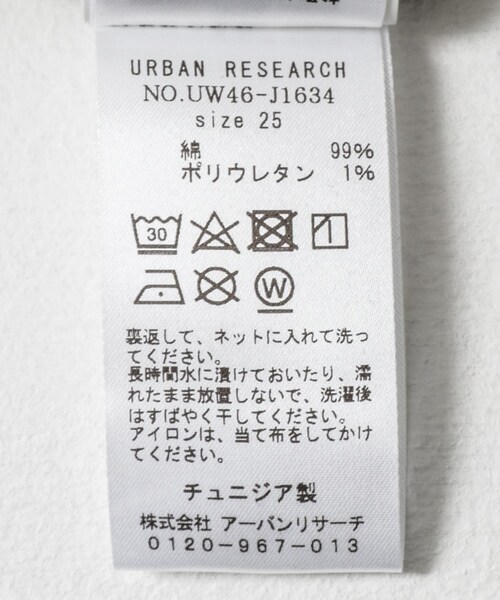 URBAN RESEARCH
NO.UW46-J1634
size 25
綿 99%
ポリウレタン 1%
30
W
裏返して、ネットに入れて洗っ
てください。
長時間水に漬けておいたり、濡
れたまま放置しないで、洗濯後
はすばやく干してください。
アイロンは、当て布をしてかけ
てください。
チュニジア製
株式会社 アーバンリサーチ
0120-967-013